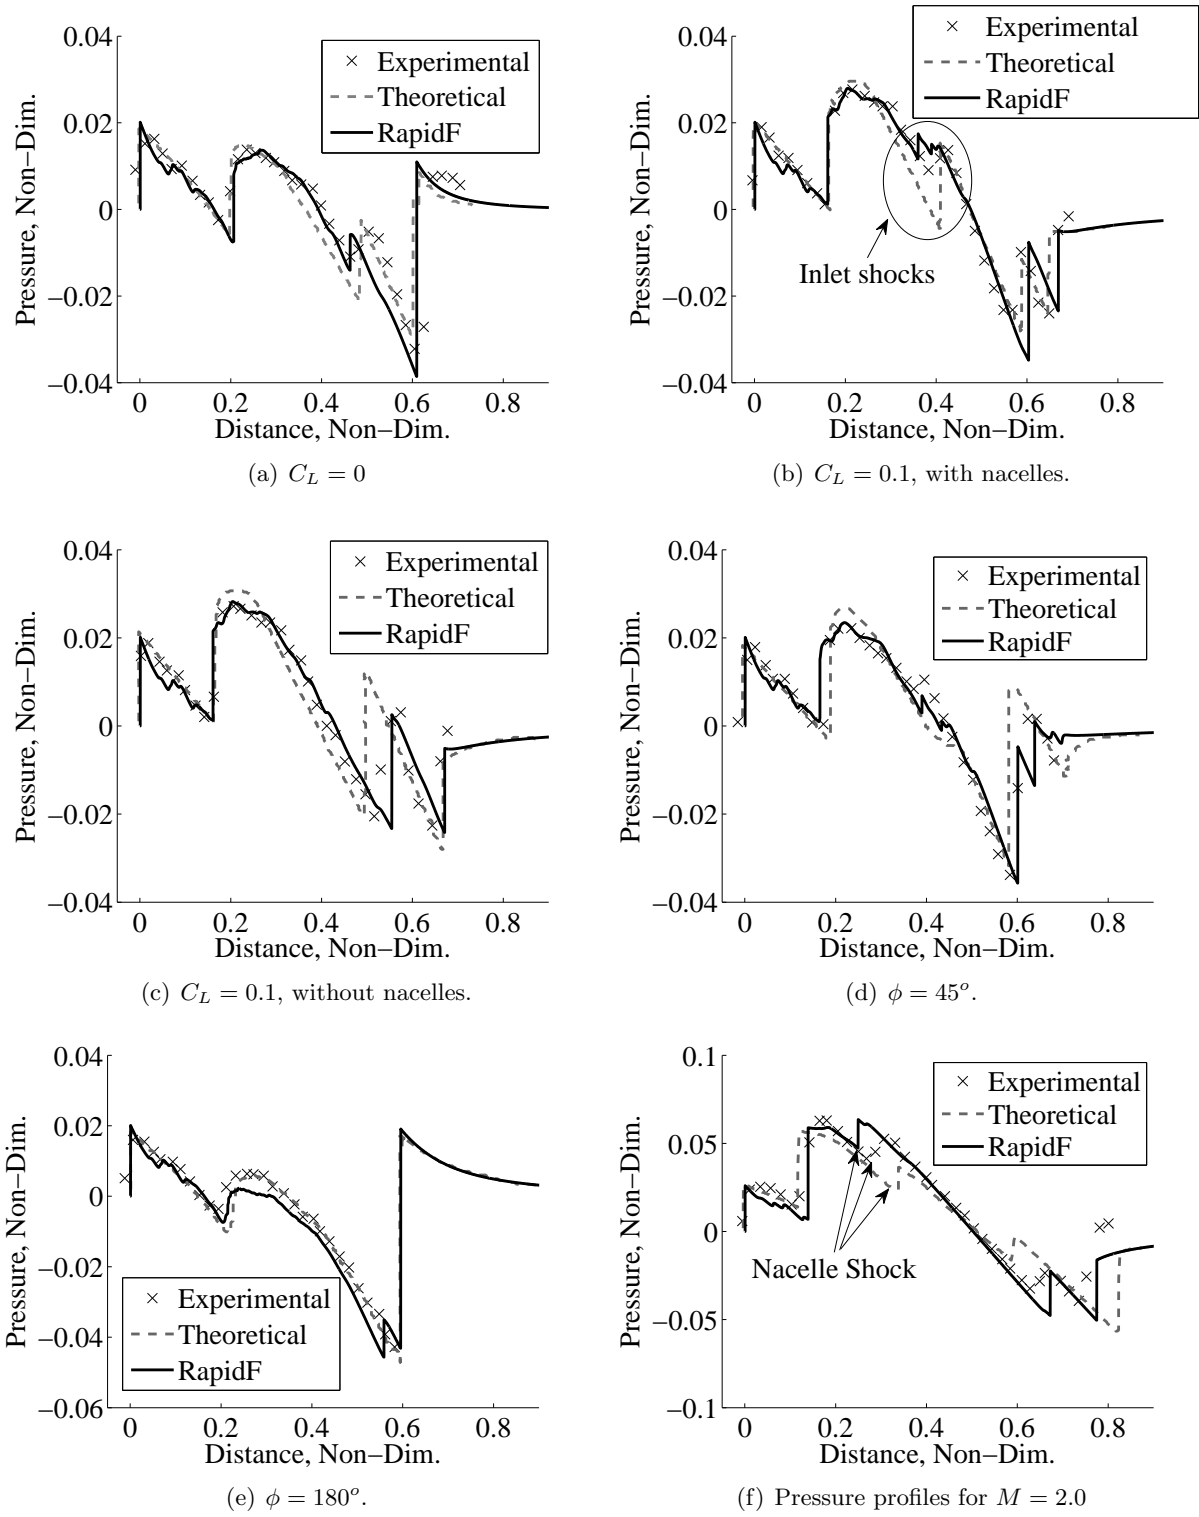 0.04
0.02
0
−0.02
−0.04
Pressure, Non−Dim.
Experimental
Theoretical
RapidF
0 0.2 0.4 0.6 0.8
Distance, Non−Dim.
(a) C_L = 0
0.04
0.02
0
−0.02
−0.04
Pressure, Non−Dim.
Experimental
Theoretical
RapidF
Inlet shocks
0 0.2 0.4 0.6 0.8
Distance, Non−Dim.
(b) C_L = 0.1, with nacelles.
0.04
0.02
0
−0.02
−0.04
Pressure, Non−Dim.
Experimental
Theoretical
RapidF
0 0.2 0.4 0.6 0.8
Distance, Non−Dim.
(c) C_L = 0.1, without nacelles.
0.04
0.02
0
−0.02
−0.04
Pressure, Non−Dim.
Experimental
Theoretical
RapidF
0 0.2 0.4 0.6 0.8
Distance, Non−Dim.
(d) ϕ = 45°.
0.04
0.02
0
−0.02
−0.04
−0.06
Pressure, Non−Dim.
Experimental
Theoretical
RapidF
0 0.2 0.4 0.6 0.8
Distance, Non−Dim.
(e) ϕ = 180°.
0.1
0.05
0
−0.05
−0.1
Pressure, Non−Dim.
Experimental
Theoretical
RapidF
Nacelle Shock
0 0.2 0.4 0.6 0.8
Distance, Non−Dim.
(f) Pressure profiles for M = 2.0